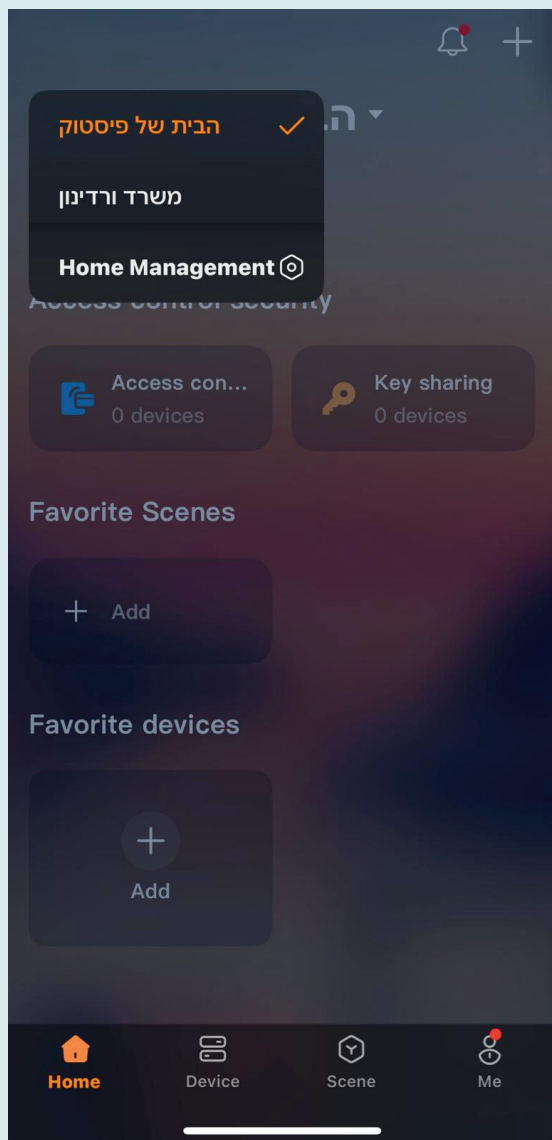 הבית של פיסטוק
משרד ורדינון
Home Management
Access control security
Access con...
0 devices
Key sharing
0 devices
Favorite Scenes
Add
Favorite devices
Add
Home
Device
Scene
Me